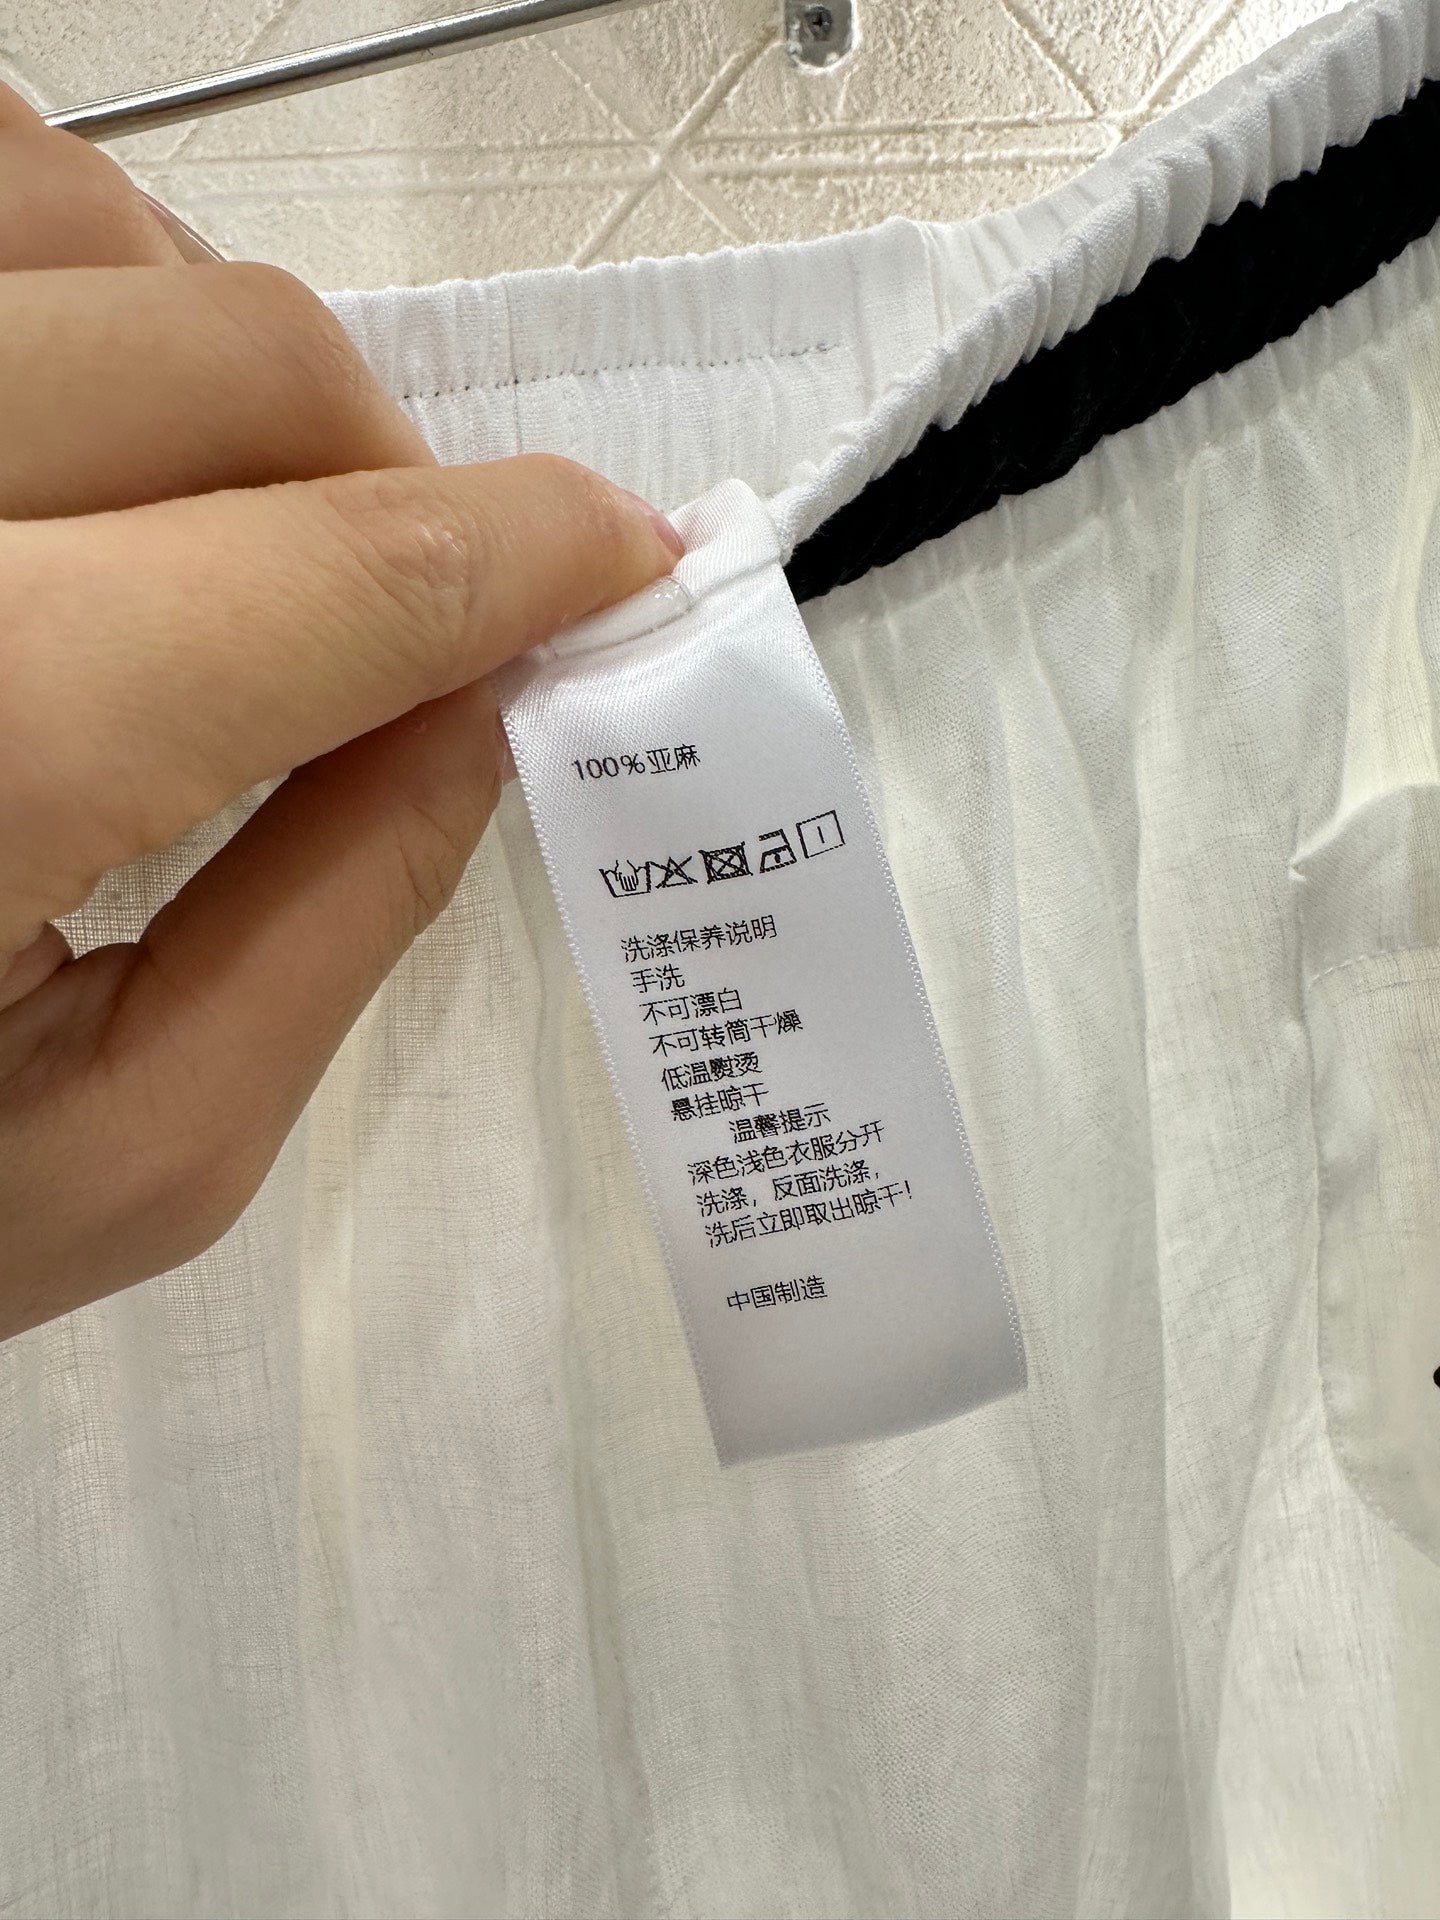 100%亚麻
洗涤保养说明
手洗
不可漂白
不可转筒干燥
低温熨烫
悬挂晾干
温馨提示
深色浅色衣服分开
洗涤，反面洗涤，
洗后立即取出晾干！
中国制造